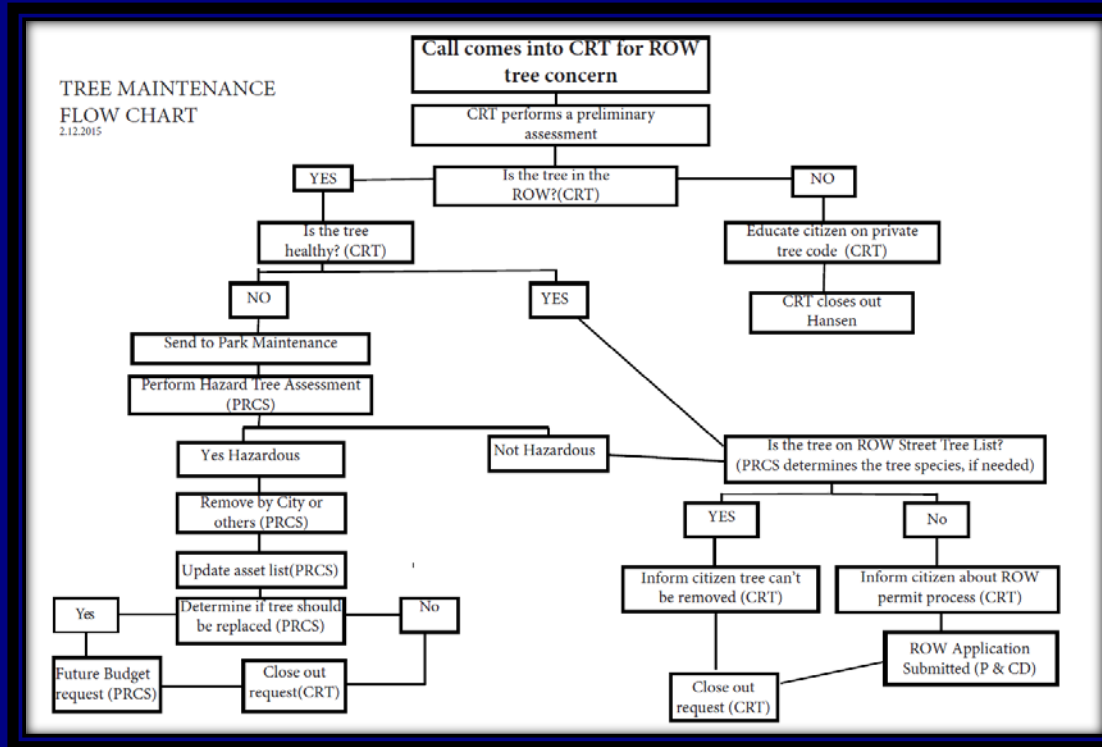 TREE MAINTENANCE
FLOW CHART
2.12.2015
Call comes into CRT for ROW
tree concern
CRT performs a preliminary
assessment
Is the tree in the
ROW?(CRT)
YES
NO
Is the tree
healthy? (CRT)
Educate citizen on private
tree code (CRT)
CRT closes out
Hansen
NO
YES
Send to Park Maintenance
Perform Hazard Tree Assessment
(PRCS)
Yes Hazardous
Not Hazardous
Is the tree on ROW Street Tree List?
(PRCS determines the tree species, if needed)
Remove by City or
others (PRCS)
YES
No
Update asset list(PRCS)
Inform citizen tree can't
be removed (CRT)
Inform citizen about ROW
permit process (CRT)
Yes
Determine if tree should
be replaced (PRCS)
No
ROW Application
Submitted (P & CD)
Future Budget
request (PRCS)
Close out
request(CRT)
Close out
request (CRT)